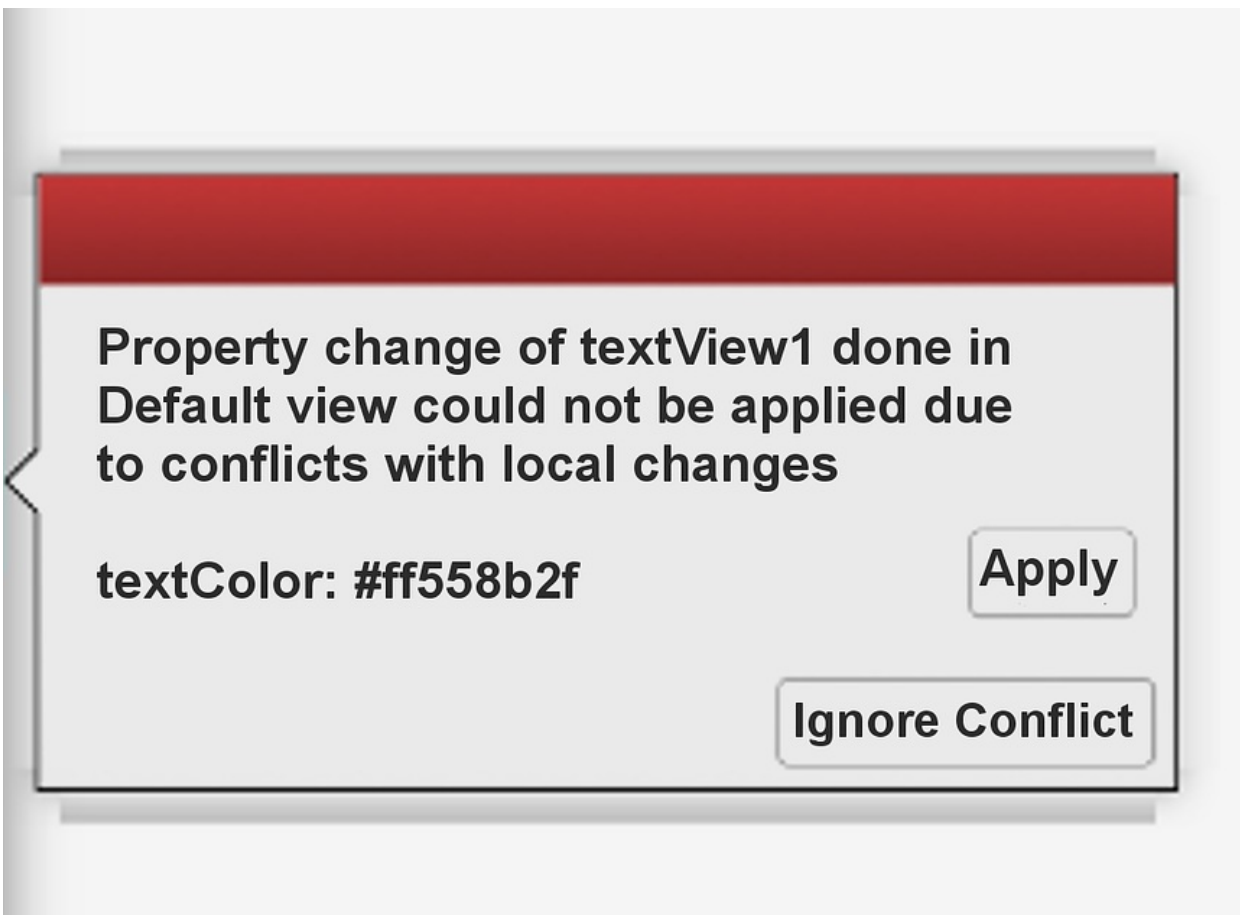 Property change of textView1 done in
Default view could not be applied due
to conflicts with local changes
textColor: #ff558b2f
Apply
Ignore Conflict